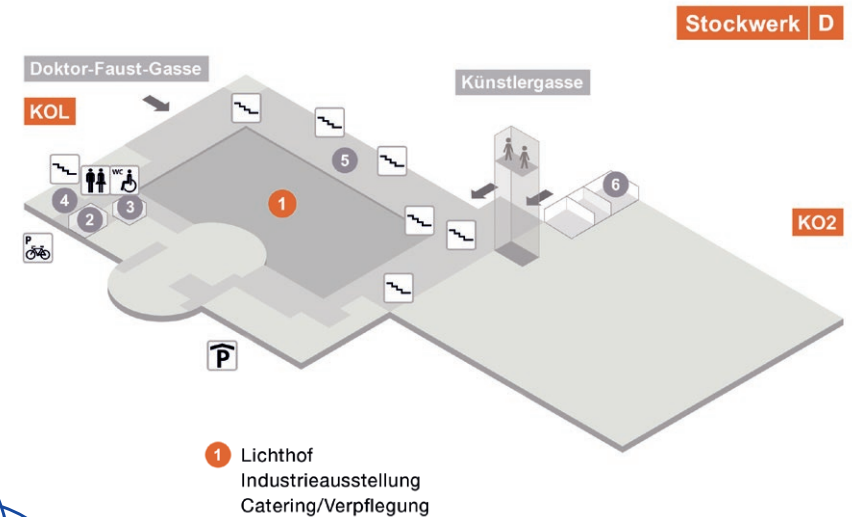 Stockwerk D
Doktor-Faust-Gasse
Künstlergasse
KOL
5
6
WC
4
2
3
1
KO2
P
P
1 Lichthof
Industrieausstellung
Catering/Verpflegung